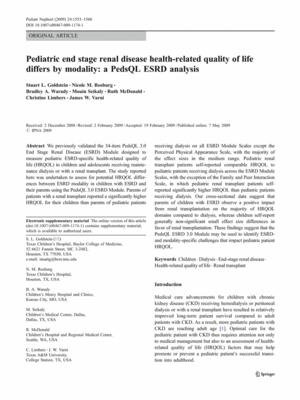 Pediatr Nephrol (2009) 24:1553–1560
DOI 10.1007/s00467-009-1174-1
ORIGINAL ARTICLE
Pediatric end stage renal disease health-related quality of life
differs by modality: a PedsQL ESRD analysis
Stuart L. Goldstein · Nicole M. Rosburg ·
Bradley A. Warady · Mouin Seikaly · Ruth McDonald ·
Christine Limbers · James W. Varni
Received: 2 December 2008 / Revised: 2 February 2009 / Accepted: 19 February 2009 / Published online: 7 May 2009
© IPNA 2009
Abstract We previously validated the 34-item PedsQL 3.0
End Stage Renal Disease (ESRD) Module designed to
measure pediatric ESRD-specific health-related quality of
life (HRQOL) in children and adolescents receiving mainte-
nance dialysis or with a renal transplant. The study reported
here was undertaken to assess for potential HRQOL differ-
ences between ESRD modality in children with ESRD and
their parents using the PedsQL 3.0 ESRD Module. Parents of
patients with a renal transplant reported a significantly higher
HRQOL for their children than parents of pediatric patients
Electronic supplementary material The online version of this article
(doi:10.1007/s00467-009-1174-1) contains supplementary material,
which is available to authorized users.
S. L. Goldstein
Texas Children's Hospital, Baylor College of Medicine,
Houston, TX 77030, USA
N. M. Rosburg
Texas Children's Hospital,
Houston, TX, USA
B. A. Warady
Children's Mercy Hospital and Clinics,
Kansas City, MO, USA
M. Seikaly
Children's Medical Center, Dallas,
Dallas, TX, USA
R. McDonald
Children's Hospital and Regional Medical Center,
Seattle, WA, USA
C. Limbers · J. W. Varni
Texas A&M University,
College Station, TX, USA
receiving dialysis on all ESRD Module Scales except the
Perceived Physical Appearance Scale, with the majority of
the effect sizes in the medium range. Pediatric renal
transplant patients self-reported comparable HRQOL to
pediatric patients receiving dialysis across the ESRD Module
Scales, with the exception of the Family and Peer Interaction
Scale, in which pediatric renal transplant patients self-
reported significantly higher HRQOL than pediatric patients
receiving dialysis. Our cross-sectional data suggest that
parents of children with ESRD observe a positive impact
from renal transplantation on the majority of HRQOL
domains compared to dialysis, whereas children self-report
generally non-significant small effect size differences in
favor of renal transplantation. These findings suggest that the
PedsQL ESRD 3.0 Module may be used to identify ESRD-
and modality-specific challenges that impact pediatric patient
HRQOL.
Keywords Children · Dialysis · End-stage renal disease ·
Health-related quality of life · Renal transplant
Introduction
Medical care advancements for children with chronic
kidney disease (CKD) receiving hemodialysis or peritoneal
dialysis or with a renal transplant have resulted in relatively
improved long-term patient survival compared to adult
patients with CKD. As a result, more pediatric patients with
CKD are reaching adult age [1]. Optimal care for the
pediatric patient with CKD thus requires attention not only
to medical management but also to an assessment of health-
related quality of life (HRQOL) factors that may help
promote or prevent a pediatric patient's successful transi-
tion into adulthood.